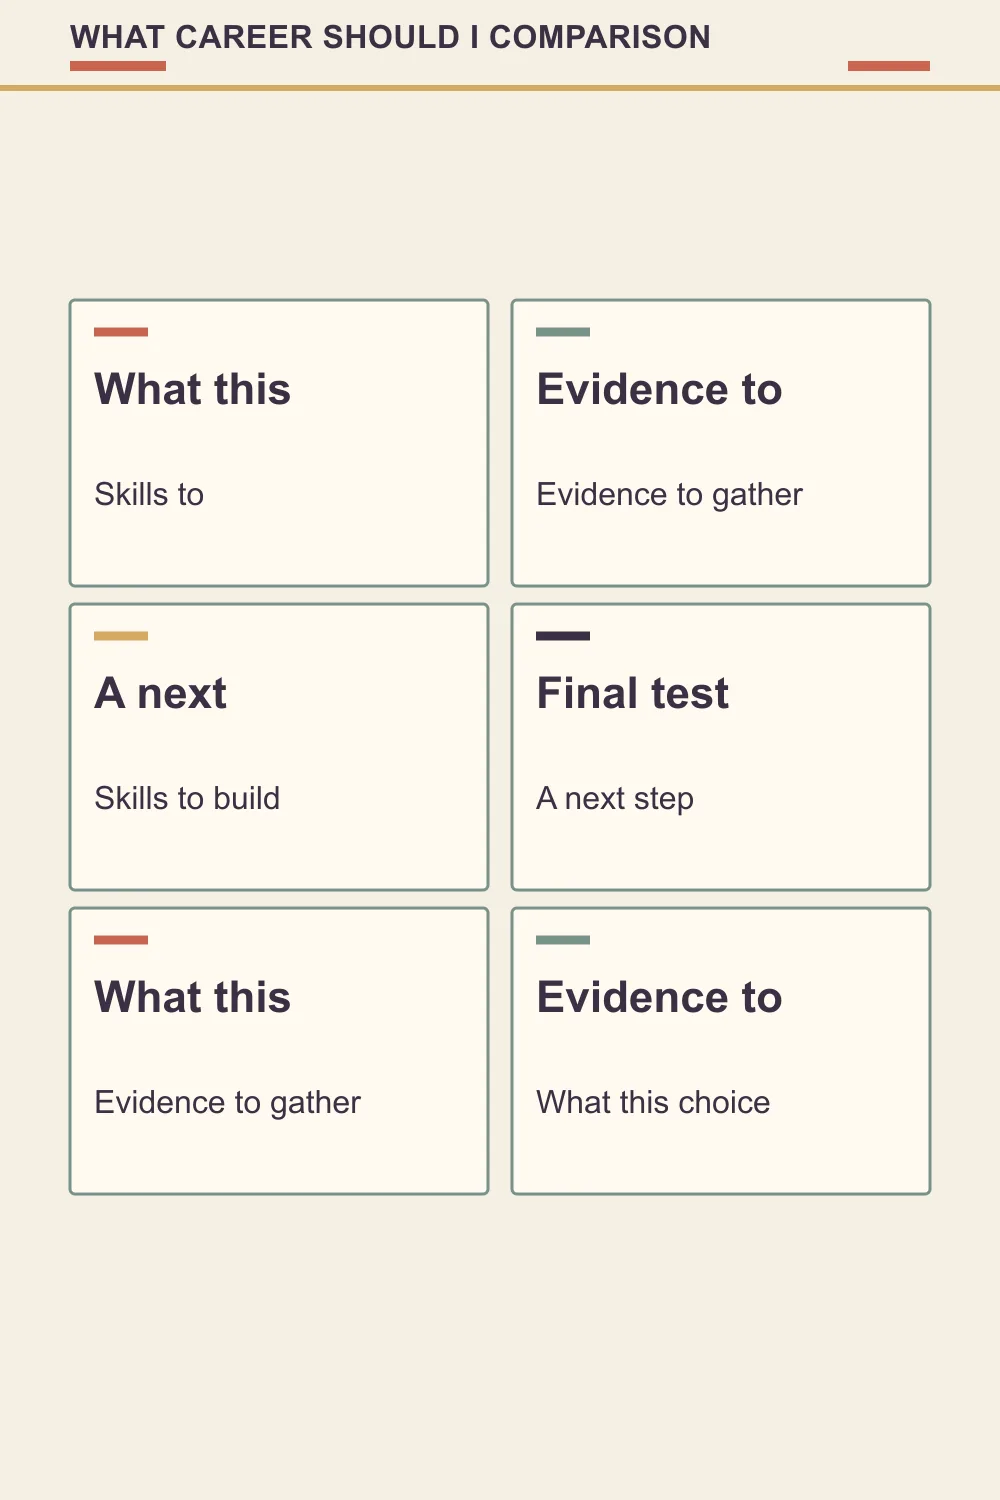 WHAT CAREER SHOULD I COMPARISON
What this
Skills to
Evidence to
Evidence to gather
A next
Skills to build
Final test
A next step
What this
Evidence to gather
Evidence to
What this choice